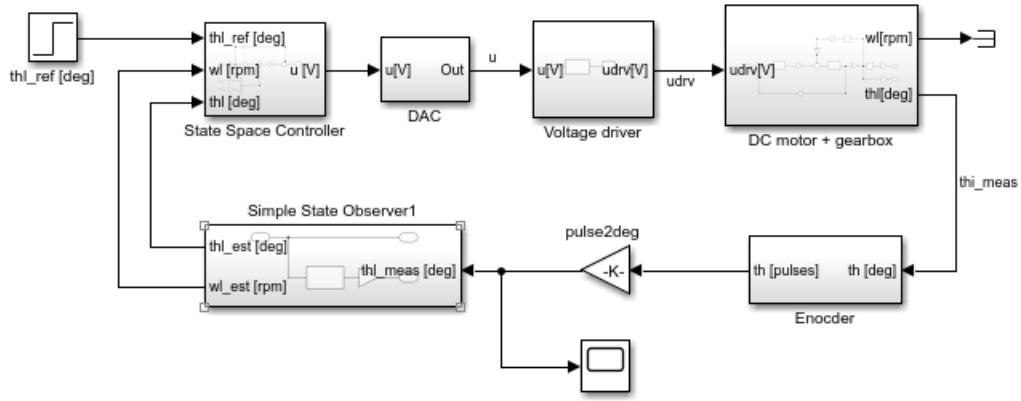 thl_ref [deg]
thl_ref [deg]
wl [rpm]
thl [deg]
u [V]
State Space Controller
u[V]
Out
DAC
u
u[V]
udrv[V]
Voltage driver
udrv
udrv[V]
wl[rpm]
thl[deg]
DC motor + gearbox
thi_meas
Simple State Observer1
thl_est [deg]
wl_est [rpm]
thl_meas [deg]
pulse2deg
-K-
th [pulses]
th [deg]
Enocder